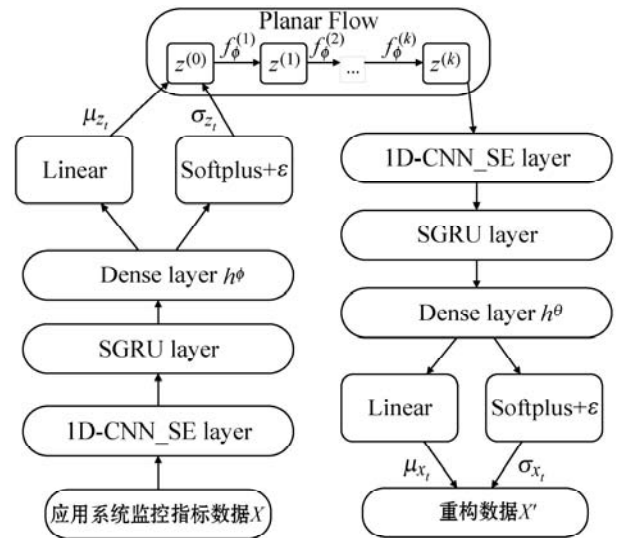 Planar Flow
z⁽⁰⁾ f_ϕ⁽¹⁾ z⁽¹⁾ f_ϕ⁽²⁾ ... f_ϕ⁽ᵏ⁾ z⁽ᵏ⁾
μ_{z_t} σ_{z_t}
Linear Softplus+ε
Dense layer h^ϕ
SGRU layer
1D-CNN_SE layer
应用系统监控指标数据X
1D-CNN_SE layer
SGRU layer
Dense layer h^θ
Linear Softplus+ε
μ_{x_t} σ_{x_t}
重构数据X'